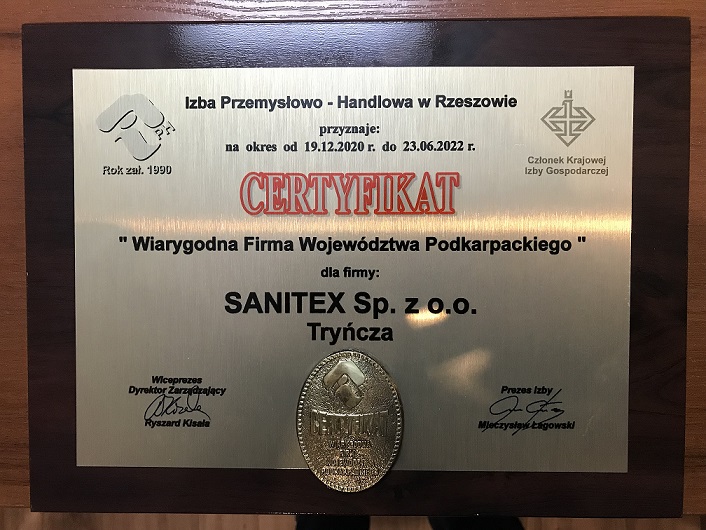 Izba Przemysłowo - Handlowa w Rzeszowie
przyznaje:
na okres od 19.12.2020 r. do 23.06.2022 r.
Rok zał. 1990
Członek Krajowej
Izby Gospodarczej
CERTYFIKAT
" Wiarygodna Firma Województwa Podkarpackiego "
dla firmy:
SANITEX Sp. z o.o.
Tryńcza
Wiceprezes
Dyrektor Zarządzający
Ryszard Kisala
Prezes Izby
Mieczysław Łagowski
CERTYFIKAT